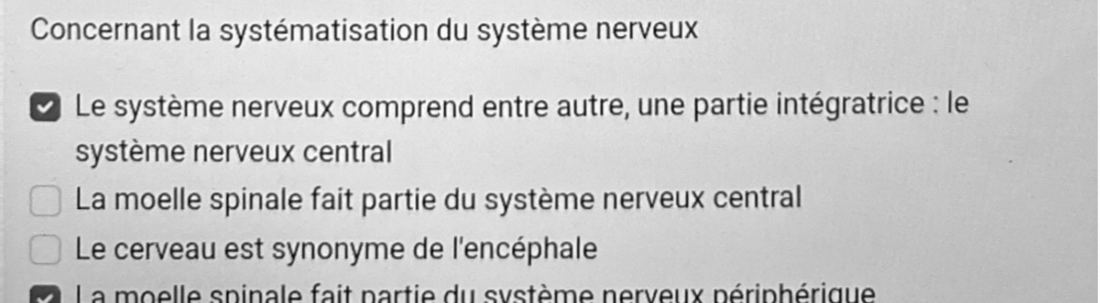 Concernant la systématisation du système nerveux
Le système nerveux comprend entre autre, une partie intégratrice : le
système nerveux central
La moelle spinale fait partie du système nerveux central
Le cerveau est synonyme de l'encéphale
La moelle spinale fait partie du système nerveux périphérique